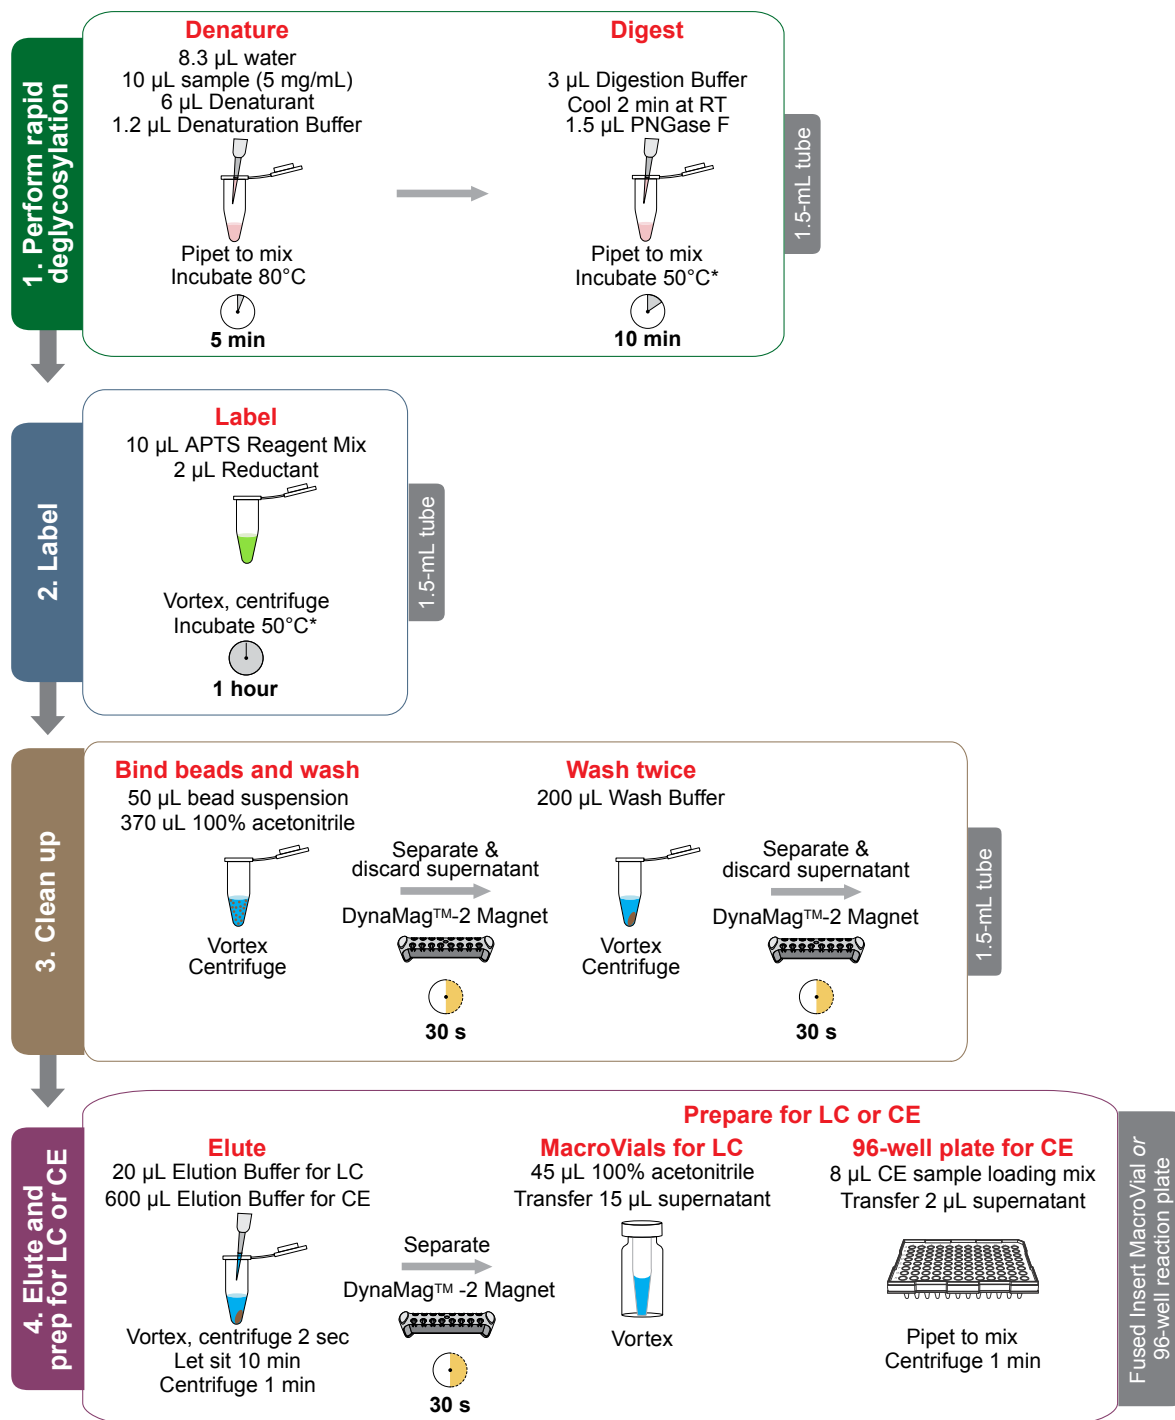 1. Perform rapid
deglycosylation
Denature
8.3 µL water
10 µL sample (5 mg/mL)
6 µL Denaturant
1.2 µL Denaturation Buffer
Pipet to mix
Incubate 80°C
5 min
Digest
3 µL Digestion Buffer
Cool 2 min at RT
1.5 µL PNGase F
Pipet to mix
Incubate 50°C*
10 min
1.5-mL tube
2. Label
Label
10 µL APTS Reagent Mix
2 µL Reductant
Vortex, centrifuge
Incubate 50°C*
1 hour
1.5-mL tube
3. Clean up
Bind beads and wash
50 µL bead suspension
370 uL 100% acetonitrile
Vortex
Centrifuge
Separate &
discard supernatant
DynaMag™-2 Magnet
30 s
Wash twice
200 µL Wash Buffer
Vortex
Centrifuge
Separate &
discard supernatant
DynaMag™-2 Magnet
30 s
1.5-mL tube
4. Elute and
prep for LC or CE
Elute
20 µL Elution Buffer for LC
600 µL Elution Buffer for CE
Vortex, centrifuge 2 sec
Let sit 10 min
Centrifuge 1 min
Separate
DynaMag™ -2 Magnet
30 s
Prepare for LC or CE
MacroVials for LC
45 µL 100% acetonitrile
Transfer 15 µL supernatant
Vortex
96-well plate for CE
8 µL CE sample loading mix
Transfer 2 µL supernatant
Pipet to mix
Centrifuge 1 min
Fused Insert MacroVial or
96-well reaction plate